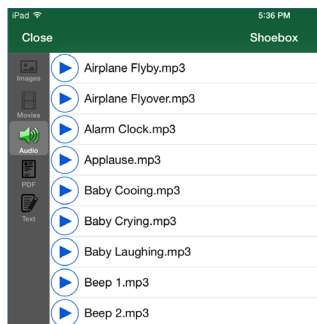 iPad 5:36 PM
Close Shoebox
Images
Movies
Audio
PDF
Text
Airplane Flyby.mp3
Airplane Flyover.mp3
Alarm Clock.mp3
Applause.mp3
Baby Cooing.mp3
Baby Crying.mp3
Baby Laughing.mp3
Beep 1.mp3
Beep 2.mp3